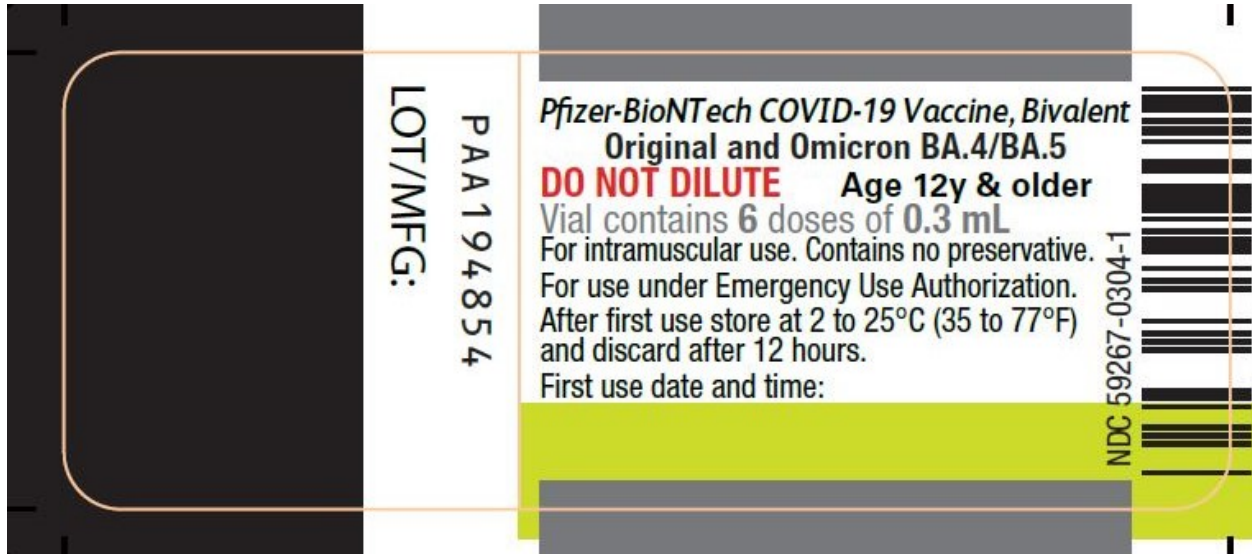 LOT/MFG:
PAA194854
Pfizer-BioNTech COVID-19 Vaccine, Bivalent
Original and Omicron BA.4/BA.5
DO NOT DILUTE Age 12y & older
Vial contains 6 doses of 0.3 mL
For intramuscular use. Contains no preservative.
For use under Emergency Use Authorization.
After first use store at 2 to 25°C (35 to 77°F)
and discard after 12 hours.
First use date and time:
NDC 59267-0304-1